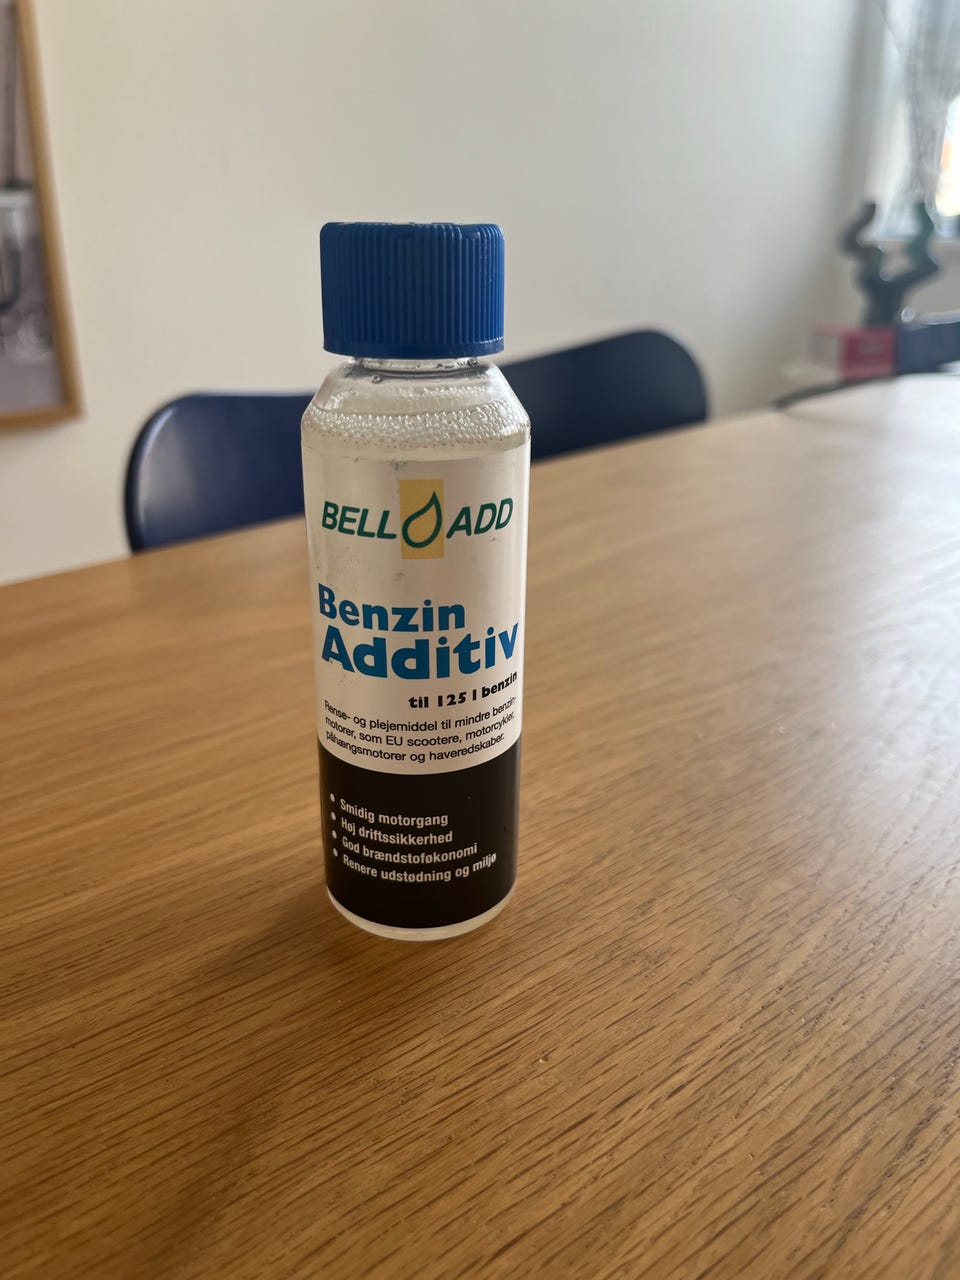 BELL ADD
Benzin
Additiv
til 125 l benzin
Rense- og plejemiddel til mindre benzin-
motorer, som EU scootere, motorcykler,
påhængsmotorer og haveredskaber.
• Smidig motorgang
• Høj driftssikkerhed
• God brændstoføkonomi
• Renere udstødning og miljø